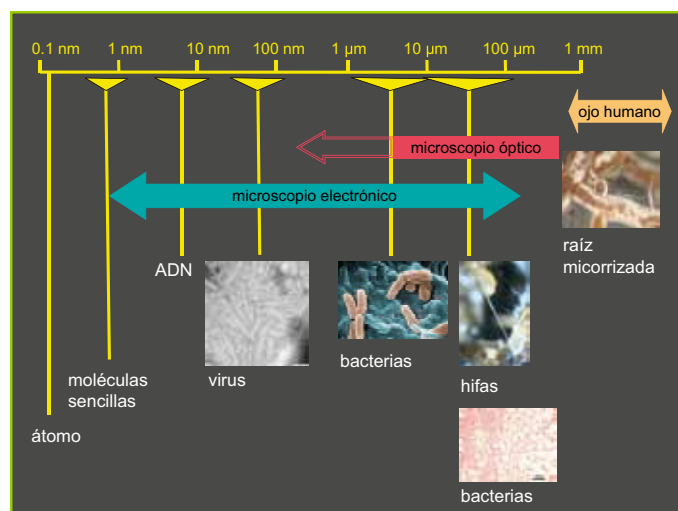 0.1 nm 1 nm 10 nm 100 nm 1 µm 10 µm 100 µm 1 mm
ojo humano
microscopio óptico
microscopio electrónico
raíz
micorrizada
ADN
virus
bacterias
hifas
moléculas
sencillas
átomo
bacterias